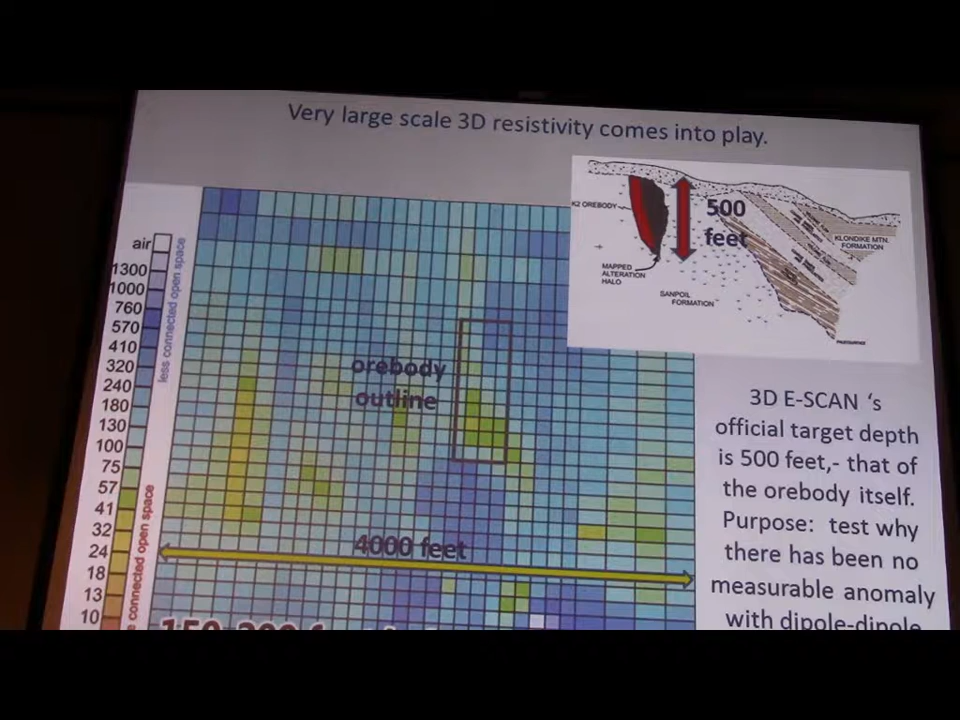 Very large scale 3D resistivity comes into play.
500
feet
K2 OREBODY
KLONDIKE MTN.
FORMATION
MAPPED
ALTERATION
HALO
SANPOIL
FORMATION
air
1300
1000
760
570
410
320
240
180
130
100
75
57
41
32
24
18
13
10
less connected open space
connected open space
orebody
outline
4000 feet
3D E-SCAN 's
official target depth
is 500 feet,- that of
the orebody itself.
Purpose: test why
there has been no
measurable anomaly
with dipole-dipole